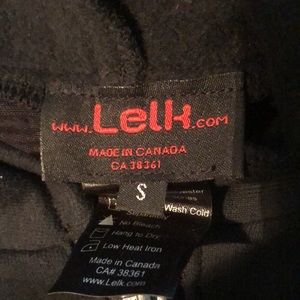 www.Lelk.com
MADE IN CANADA
CA 38361
S
Wash Cold
Separate
No Bleach
Hang to Dry
Low Heat Iron
Made in Canada
CA# 38361
www.Lelk.com